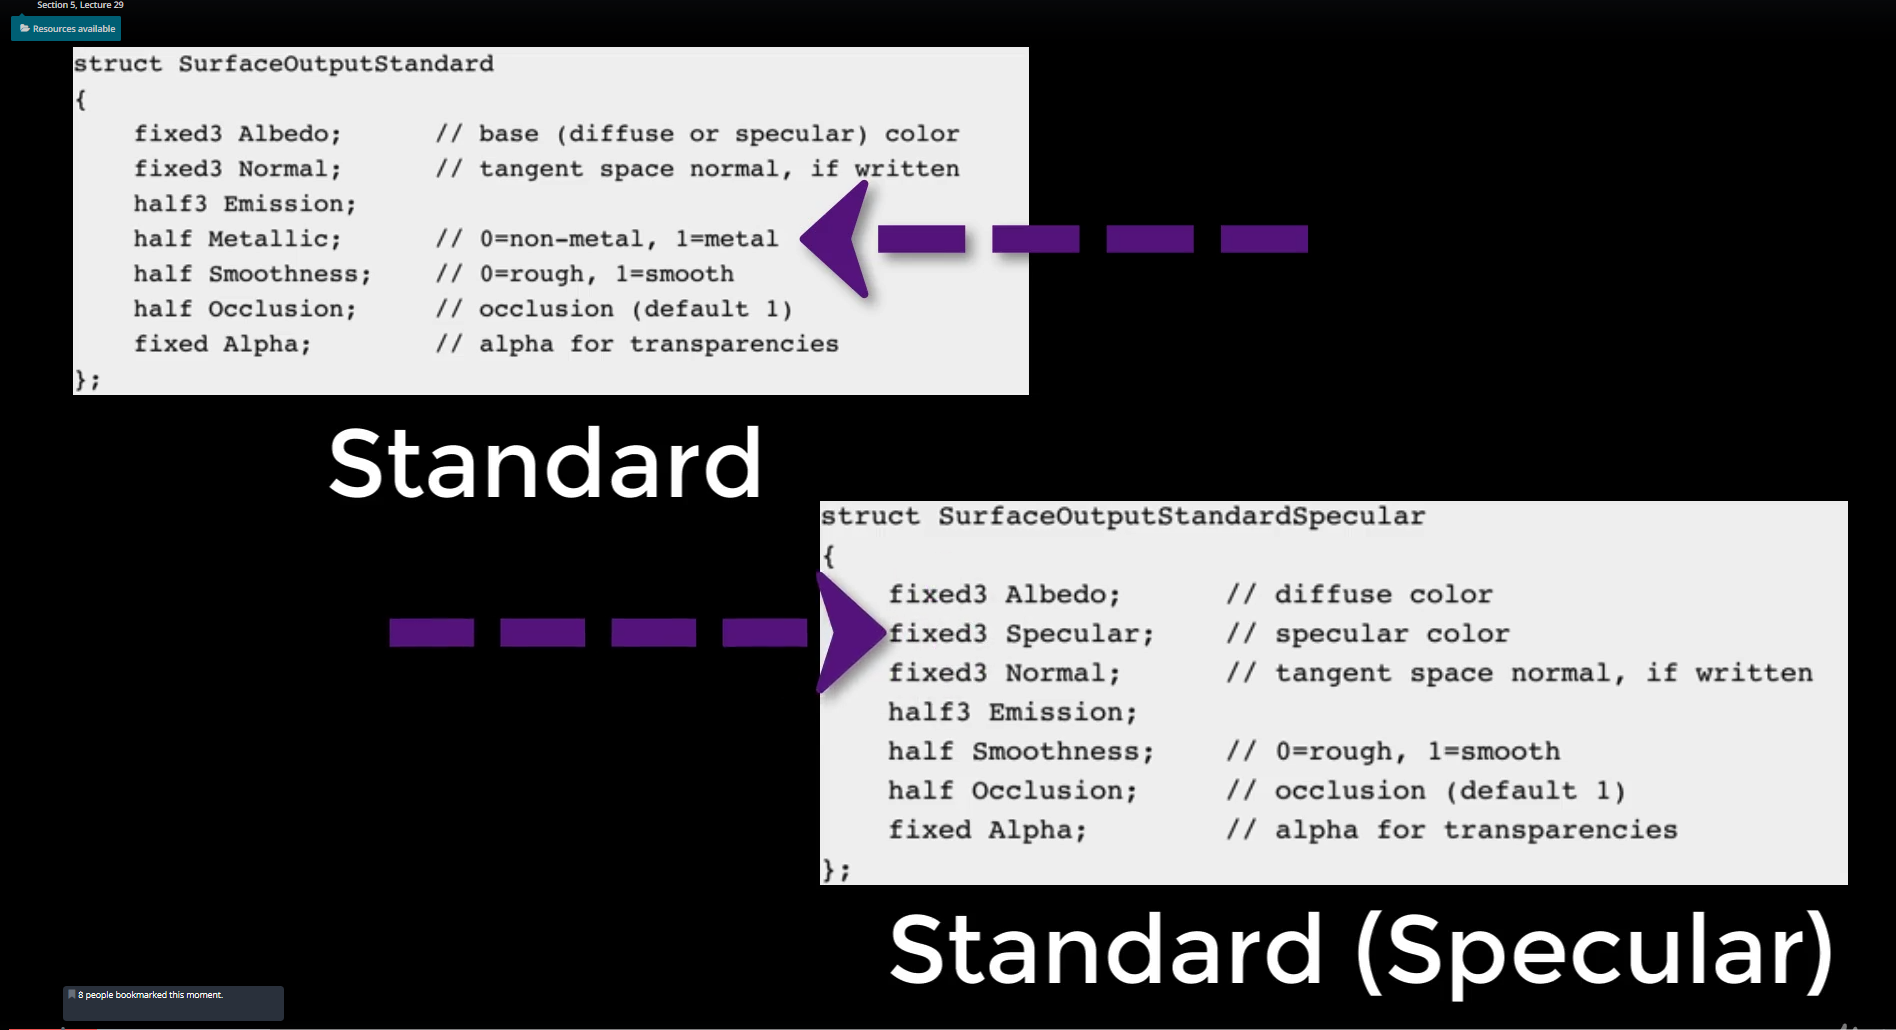 Section 5, Lecture 29
Resources available
struct SurfaceOutputStandard
{
    fixed3 Albedo;      // base (diffuse or specular) color
    fixed3 Normal;      // tangent space normal, if written
    half3 Emission;
    half Metallic;      // 0=non-metal, 1=metal
    half Smoothness;    // 0=rough, 1=smooth
    half Occlusion;     // occlusion (default 1)
    fixed Alpha;        // alpha for transparencies
};
Standard
struct SurfaceOutputStandardSpecular
{
    fixed3 Albedo;      // diffuse color
    fixed3 Specular;    // specular color
    fixed3 Normal;      // tangent space normal, if written
    half3 Emission;
    half Smoothness;    // 0=rough, 1=smooth
    half Occlusion;     // occlusion (default 1)
    fixed Alpha;        // alpha for transparencies
};
Standard (Specular)
8 people bookmarked this moment.